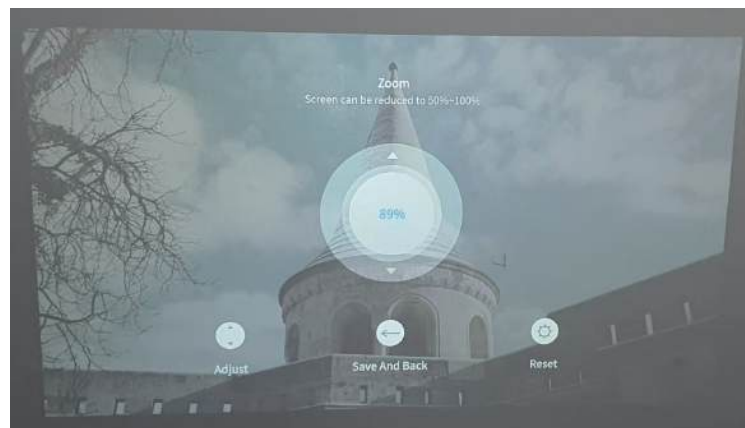 Zoom
Screen can be reduced to 50%~100%
89%
Adjust
Save And Back
Reset